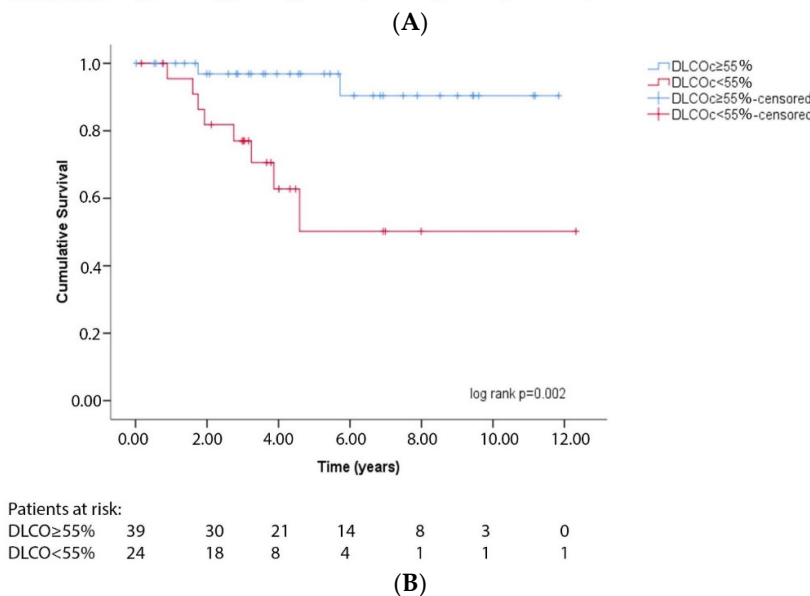 (A)
1.0
0.8
0.6
0.4
0.2
0.00
Cumulative Survival
DLCOc≥55%
DLCOc<55%
DLCOc≥55%-censored
DLCOc<55%-censored
log rank p=0.002
0.00 2.00 4.00 6.00 8.00 10.00 12.00
Time (years)
Patients at risk:
DLCO≥55% 39 30 21 14 8 3 0
DLCO<55% 24 18 8 4 1 1 1
(B)